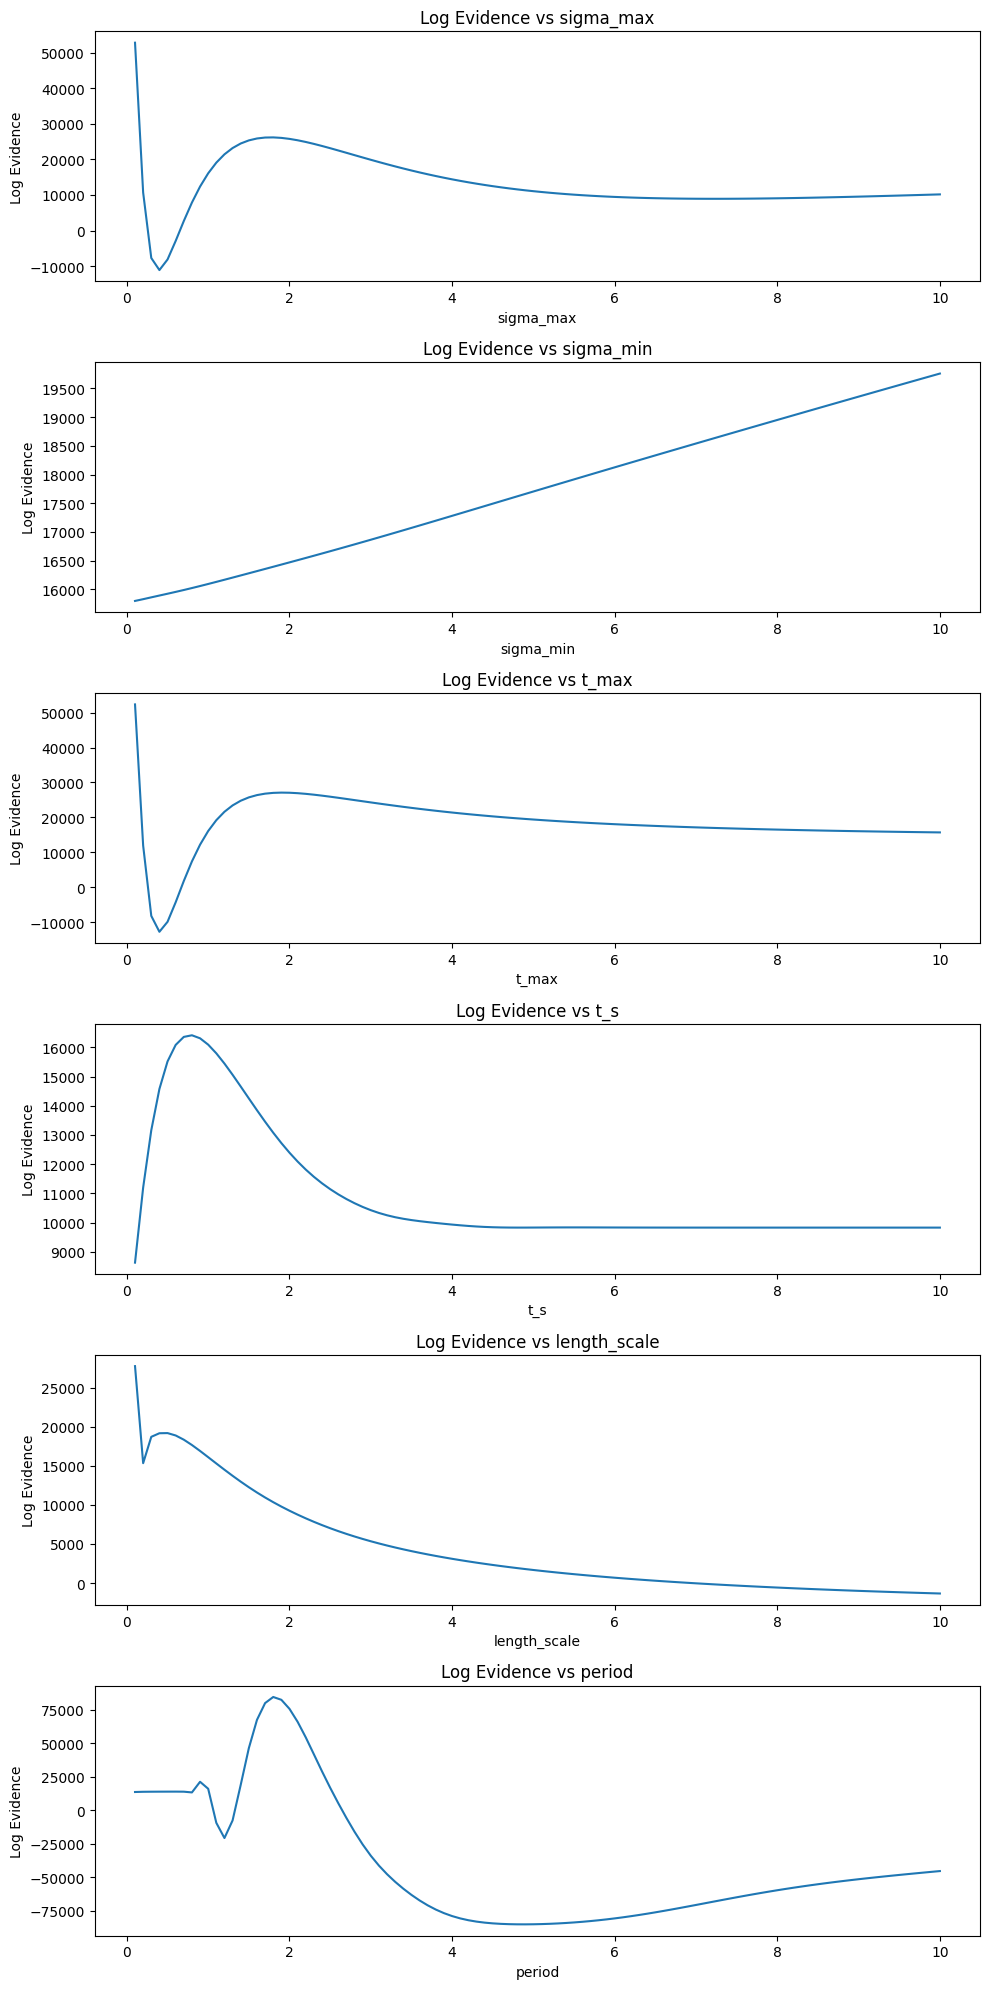 Log Evidence vs sigma_max
Log Evidence
50000
40000
30000
20000
10000
0
−10000
0 2 4 6 8 10
sigma_max
Log Evidence vs sigma_min
Log Evidence
19500
19000
18500
18000
17500
17000
16500
16000
0 2 4 6 8 10
sigma_min
Log Evidence vs t_max
Log Evidence
50000
40000
30000
20000
10000
0
−10000
0 2 4 6 8 10
t_max
Log Evidence vs t_s
Log Evidence
16000
15000
14000
13000
12000
11000
10000
9000
0 2 4 6 8 10
t_s
Log Evidence vs length_scale
Log Evidence
25000
20000
15000
10000
5000
0
0 2 4 6 8 10
length_scale
Log Evidence vs period
Log Evidence
75000
50000
25000
0
−25000
−50000
−75000
0 2 4 6 8 10
period